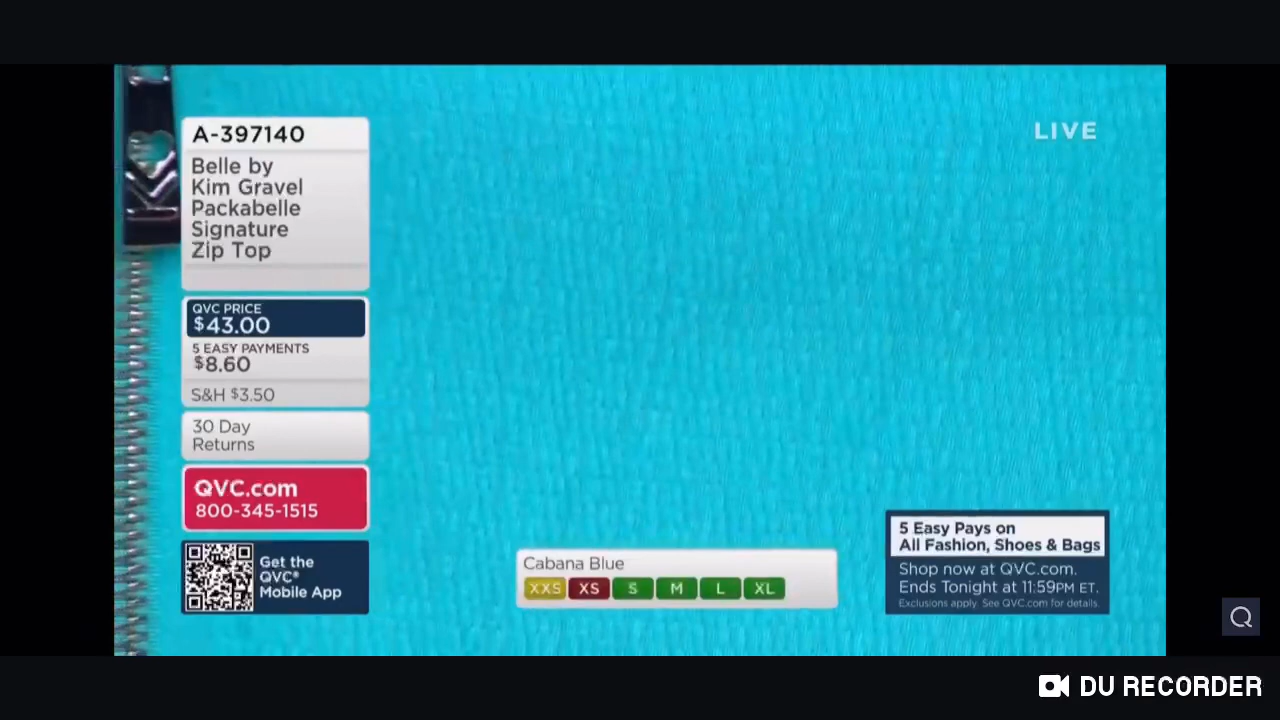 A-397140
Belle by
Kim Gravel
Packabelle
Signature
Zip Top
QVC PRICE
$43.00
5 EASY PAYMENTS
$8.60
S&H $3.50
30 Day
Returns
QVC.com
800-345-1515
Get the
QVC®
Mobile App
LIVE
Cabana Blue
XXS XS S M L XL
5 Easy Pays on
All Fashion, Shoes & Bags
Shop now at QVC.com.
Ends Tonight at 11:59PM ET.
Exclusions apply. See QVC.com for details.
Q
DU RECORDER